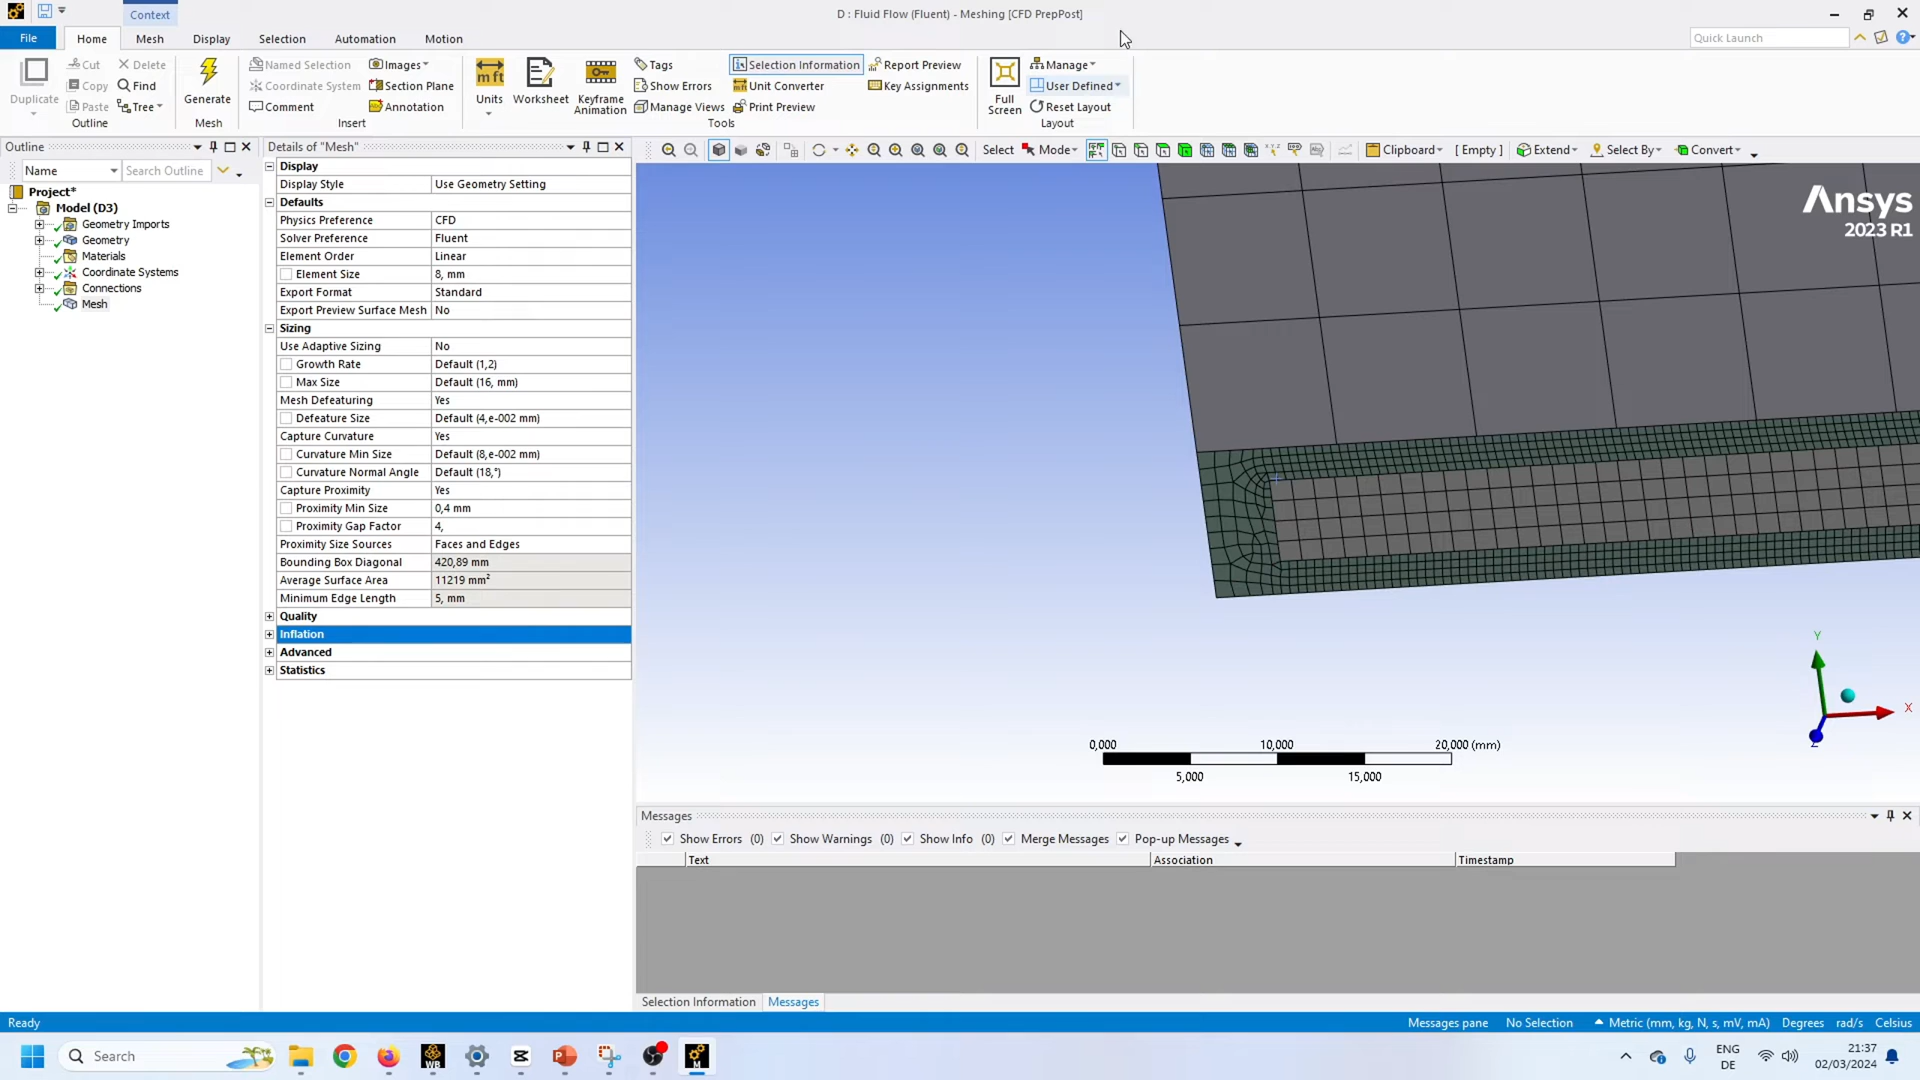 Context
D : Fluid Flow (Fluent) - Meshing [CFD PrepPost]
File
Home
Mesh
Display
Selection
Automation
Motion
Quick Launch
Duplicate
Cut
Delete
Copy
Find
Paste
Tree
Outline
Generate
Mesh
Named Selection
Coordinate System
Comment
Images
Section Plane
Annotation
Insert
Units
Worksheet
Keyframe
Animation
Tags
Show Errors
Manage Views
Selection Information
Unit Converter
Print Preview
Report Preview
Key Assignments
Tools
Full
Screen
Manage
User Defined
Reset Layout
Layout
Outline
Name
Search Outline
Project*
Model (D3)
Geometry Imports
Geometry
Materials
Coordinate Systems
Connections
Mesh
Details of "Mesh"
Display
Display Style Use Geometry Setting
Defaults
Physics Preference CFD
Solver Preference Fluent
Element Order Linear
Element Size 8, mm
Export Format Standard
Export Preview Surface Mesh No
Sizing
Use Adaptive Sizing No
Growth Rate Default (1,2)
Max Size Default (16, mm)
Mesh Defeaturing Yes
Defeature Size Default (4,e-002 mm)
Capture Curvature Yes
Curvature Min Size Default (8,e-002 mm)
Curvature Normal Angle Default (18,°)
Capture Proximity Yes
Proximity Min Size 0,4 mm
Proximity Gap Factor 4,
Proximity Size Sources Faces and Edges
Bounding Box Diagonal 420,89 mm
Average Surface Area 11219 mm²
Minimum Edge Length 5, mm
Quality
Inflation
Advanced
Statistics
Select Mode Clipboard [ Empty ] Extend Select By Convert
Ansys
2023 R1
Y
X
Z
0,000 10,000 20,000 (mm)
5,000 15,000
Messages
Show Errors (0) Show Warnings (0) Show Info (0) Merge Messages Pop-up Messages
Text Association Timestamp
Selection Information Messages
Ready
Messages pane No Selection Metric (mm, kg, N, s, mV, mA) Degrees rad/s Celsius
Search
WB
M
ENG
DE
21:37
02/03/2024